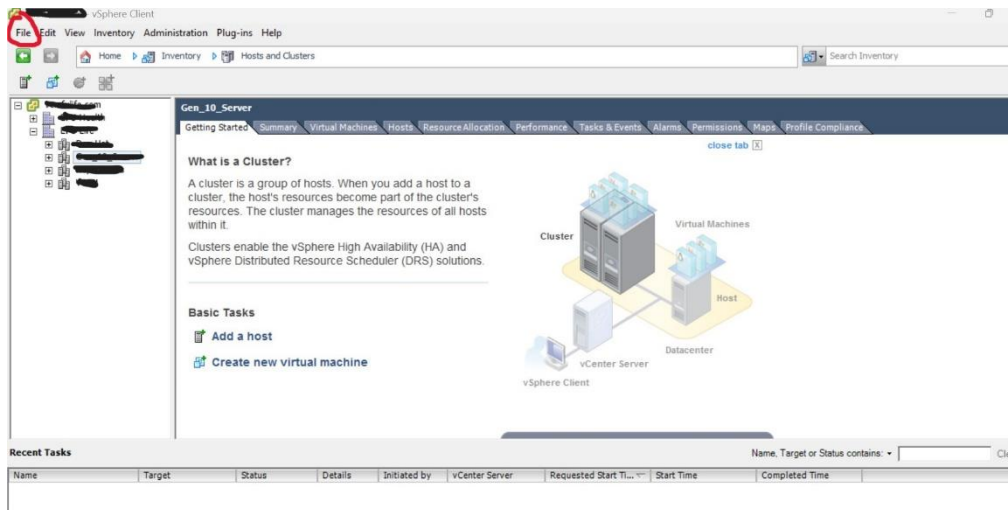 vSphere Client
File Edit View Inventory Administration Plug-ins Help
Home Inventory Hosts and Clusters Search Inventory
Gen_10_Server
Getting Started Summary Virtual Machines Hosts Resource Allocation Performance Tasks & Events Alarms Permissions Maps Profile Compliance
close tab
What is a Cluster?
A cluster is a group of hosts. When you add a host to a
cluster, the host's resources become part of the cluster's
resources. The cluster manages the resources of all hosts
within it.
Clusters enable the vSphere High Availability (HA) and
vSphere Distributed Resource Scheduler (DRS) solutions.
Basic Tasks
Add a host
Create new virtual machine
Cluster
Virtual Machines
Host
Datacenter
vCenter Server
vSphere Client
Recent Tasks
Name, Target or Status contains:
Name Target Status Details Initiated by vCenter Server Requested Start Ti... Start Time Completed Time